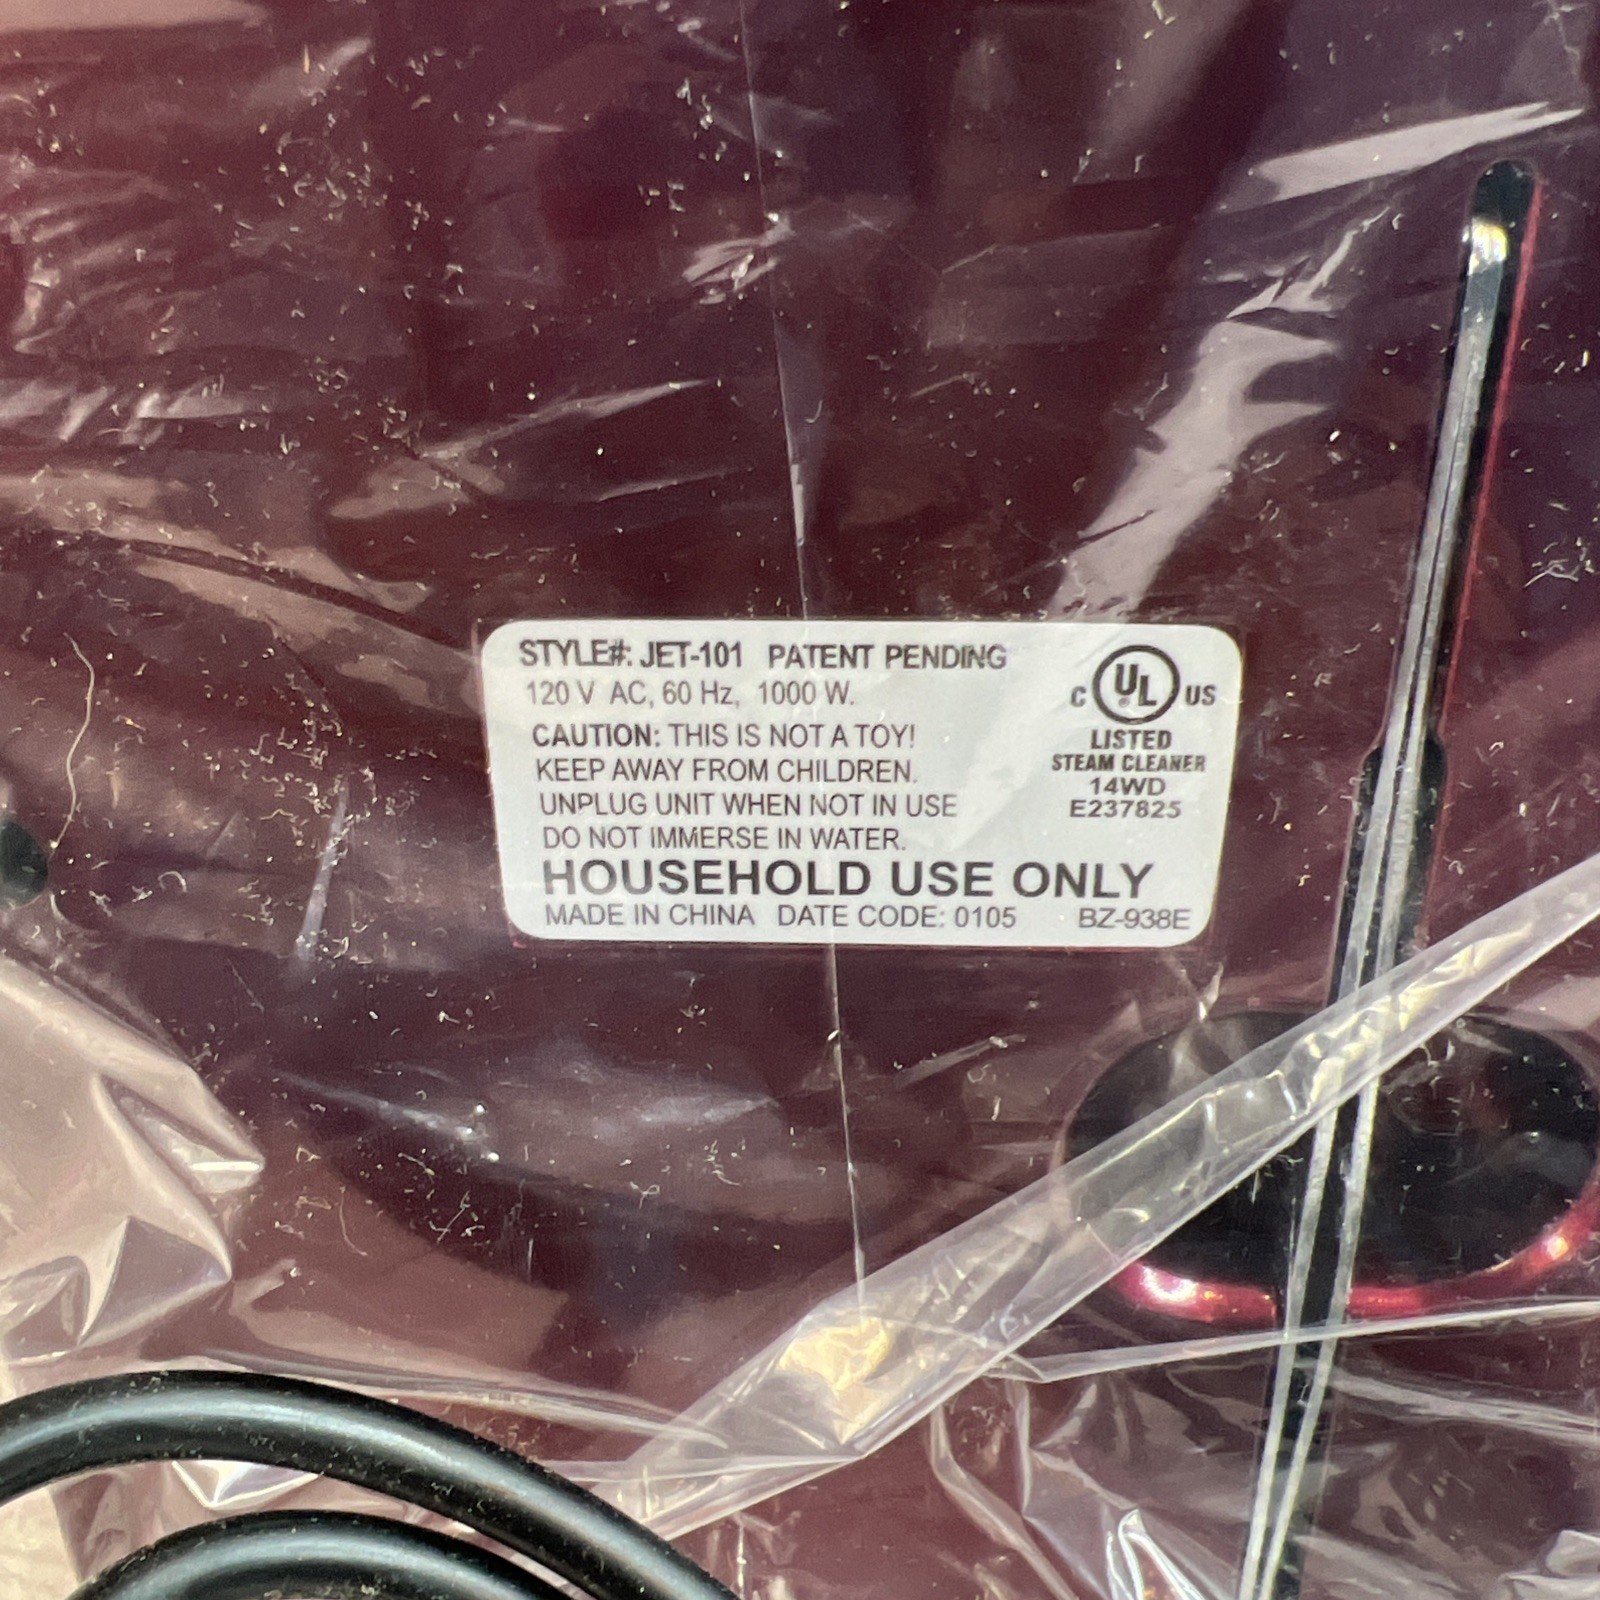 STYLE#: JET-101 PATENT PENDING
120 V AC, 60 Hz, 1000 W.
CAUTION: THIS IS NOT A TOY!
KEEP AWAY FROM CHILDREN.
UNPLUG UNIT WHEN NOT IN USE
DO NOT IMMERSE IN WATER.
HOUSEHOLD USE ONLY
MADE IN CHINA DATE CODE: 0105 BZ-938E
C UL US
LISTED
STEAM CLEANER
14WD
E237825